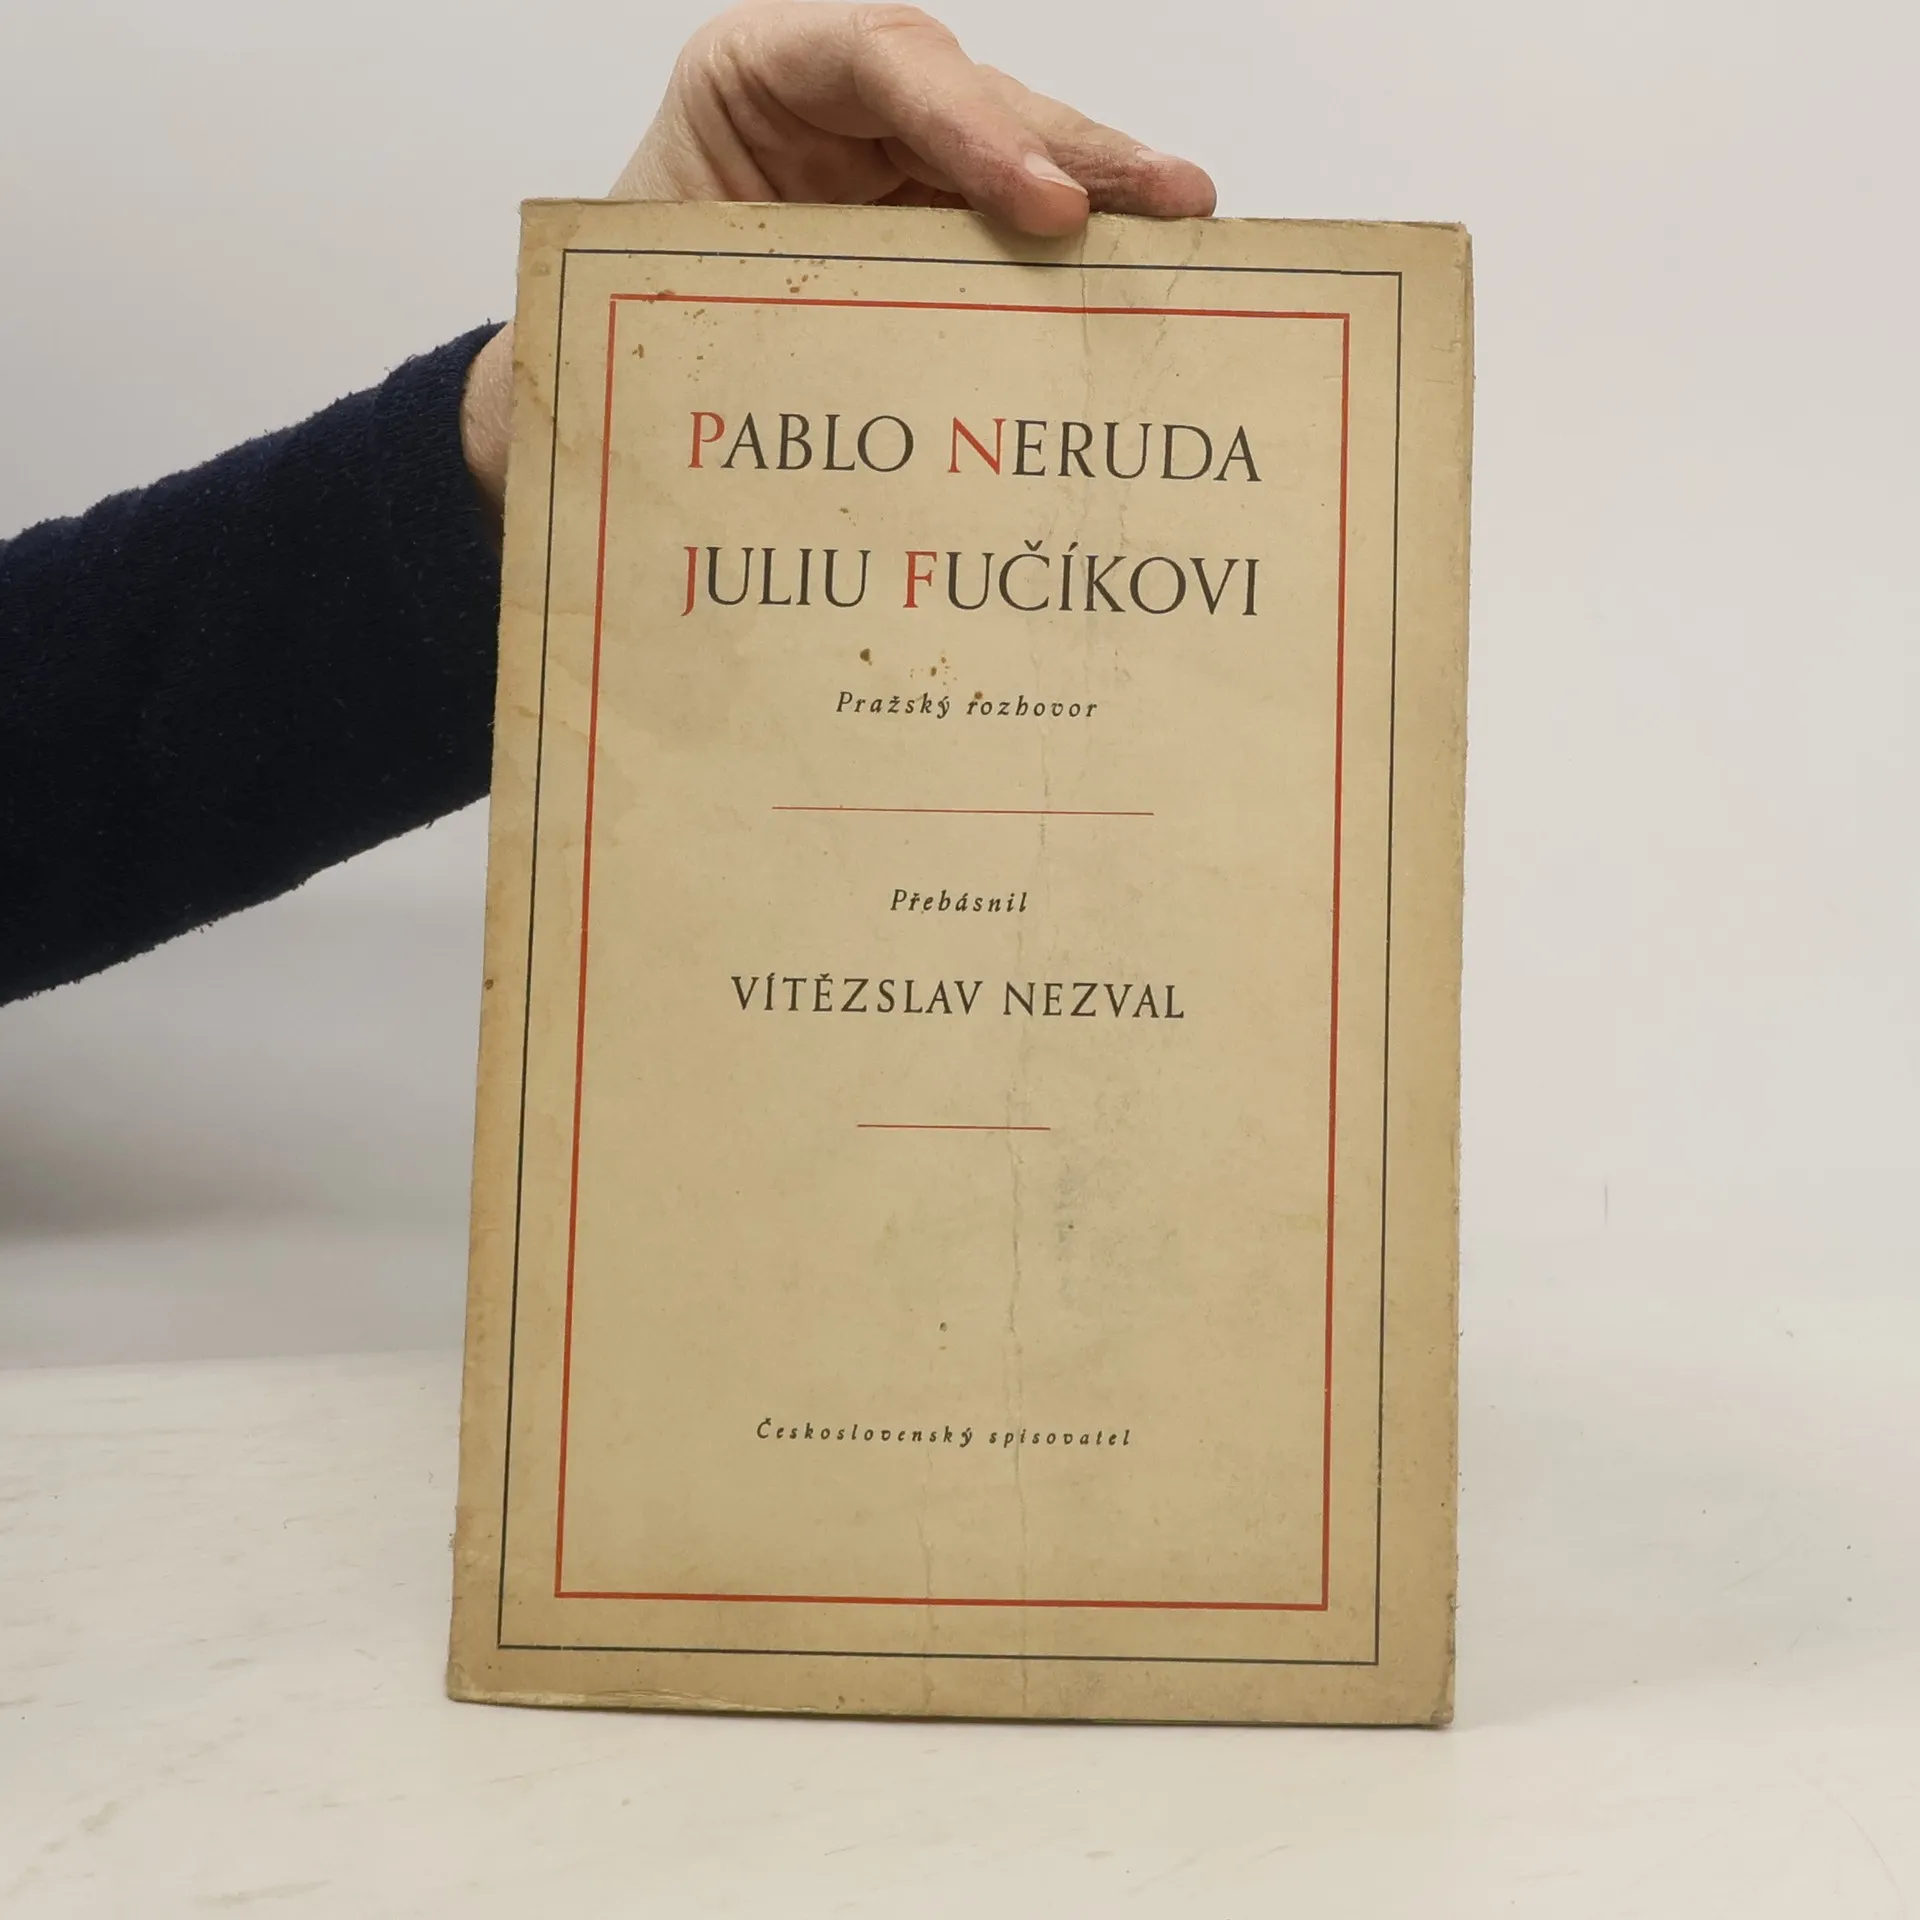 PABLO NERUDA
JULIU FUČÍKOVI
Pražský rozhovor
Přebásnil
VÍTĚZSLAV NEZVAL
Československý spisovatel